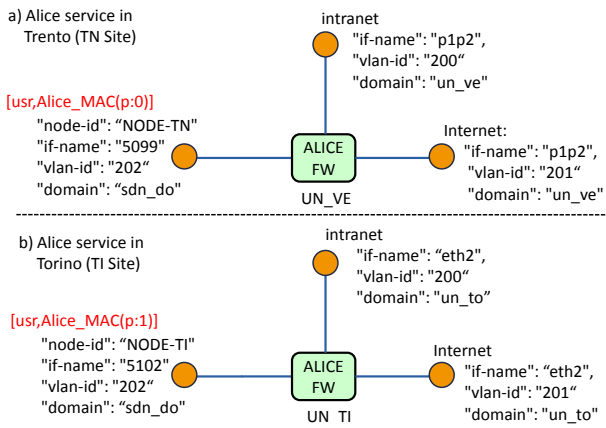 a) Alice service in
Trento (TN Site)
intranet
"if-name": "p1p2",
"vlan-id": "200“
"domain": "un_ve"
[usr,Alice_MAC(p:0)]
"node-id": “NODE-TN"
"if-name": "5099"
"vlan-id": "202“
"domain": “sdn_do"
ALICE
FW
UN_VE
Internet:
"if-name": "p1p2",
"vlan-id": "201“
"domain": "un_ve"
b) Alice service in
Torino (TI Site)
intranet
"if-name": “eth2",
"vlan-id": "200“
"domain": "un_to”
[usr,Alice_MAC(p:1)]
"node-id": “NODE-TI"
"if-name": "5102"
"vlan-id": "202“
"domain": “sdn_do"
ALICE
FW
UN_TI
Internet
"if-name": “eth2",
"vlan-id": "201“
"domain": "un_to"